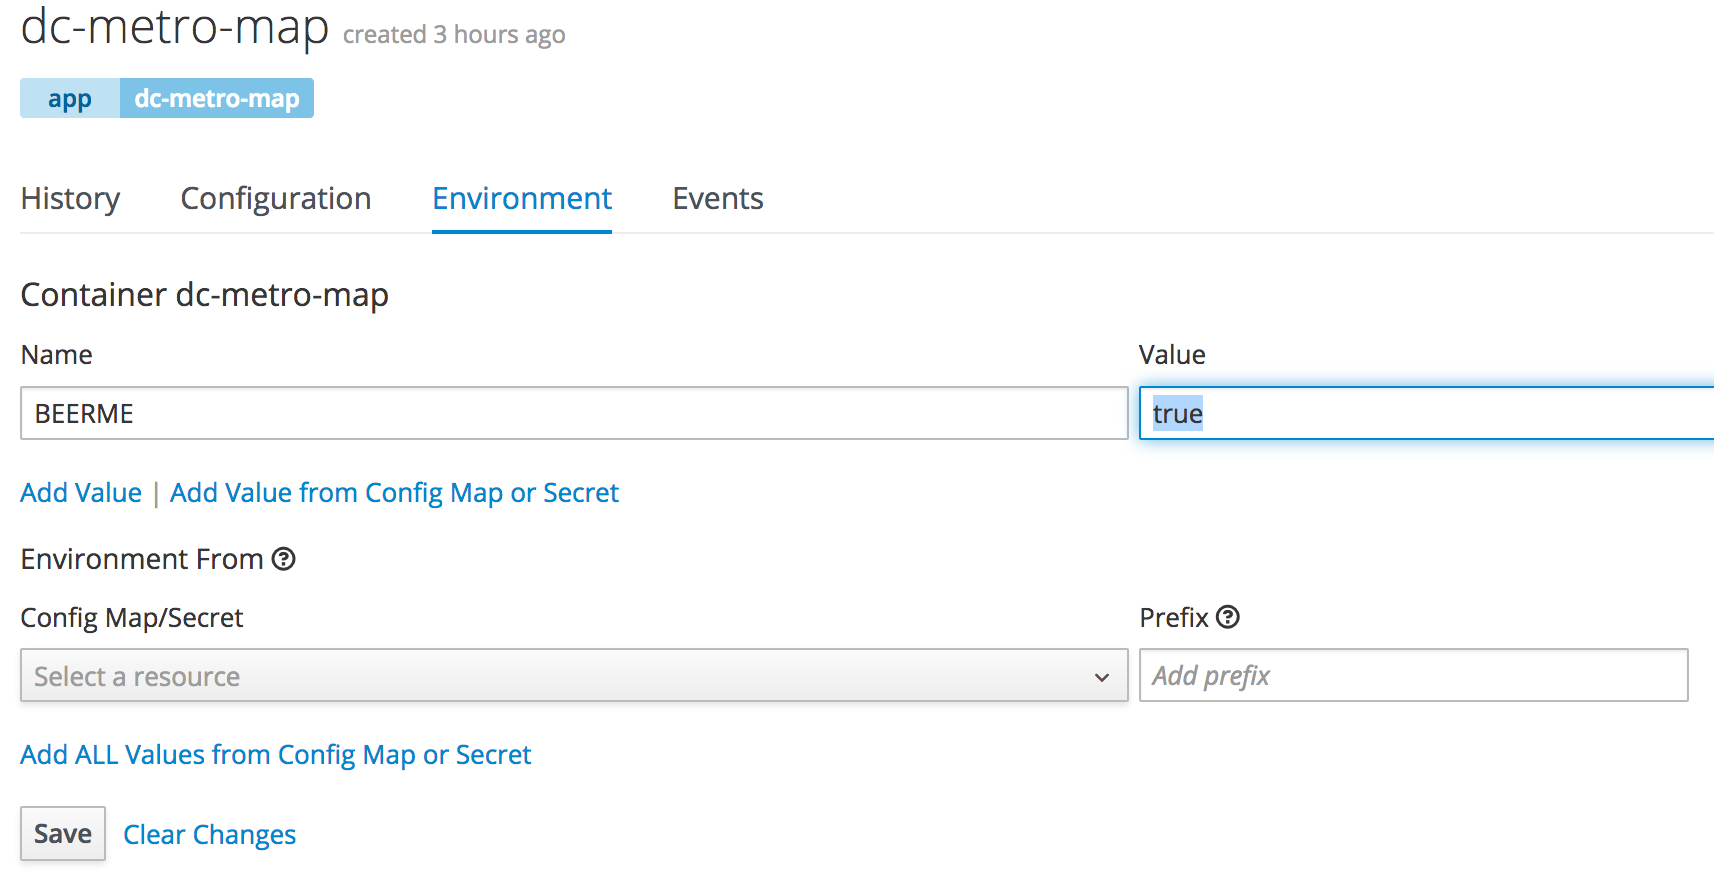 dc-metro-map created 3 hours ago
app dc-metro-map
History Configuration Environment Events
Container dc-metro-map
Name Value
BEERME true
Add Value | Add Value from Config Map or Secret
Environment From ?
Config Map/Secret Prefix ?
Select a resource Add prefix
Add ALL Values from Config Map or Secret
Save Clear Changes